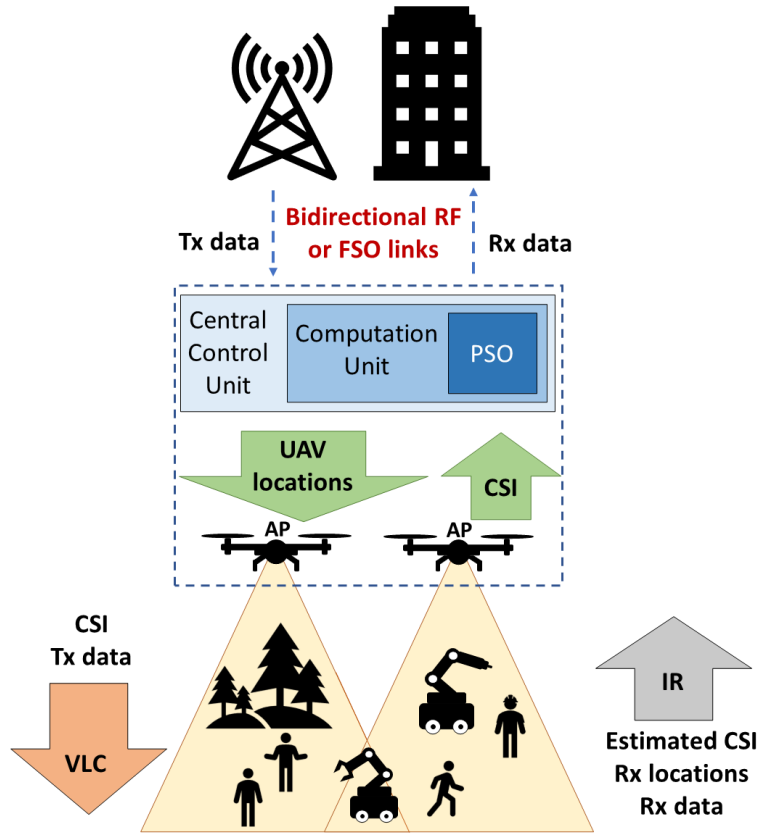 Tx data
Bidirectional RF
or FSO links
Rx data
Central
Control
Unit
Computation
Unit
PSO
UAV
locations
CSI
AP
AP
CSI
Tx data
VLC
IR
Estimated CSI
Rx locations
Rx data